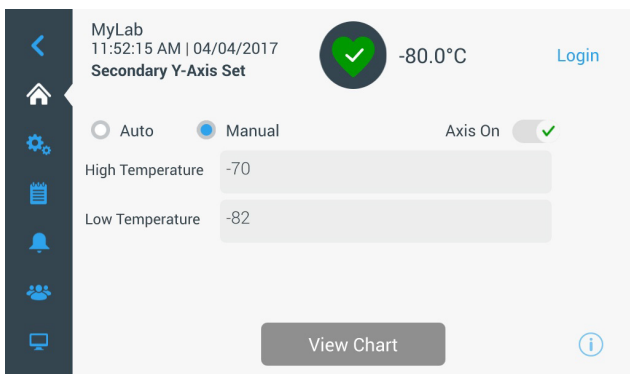 MyLab
11:52:15 AM | 04/04/2017
Secondary Y-Axis Set
-80.0°C
Login
Auto Manual Axis On
High Temperature -70
Low Temperature -82
View Chart
i